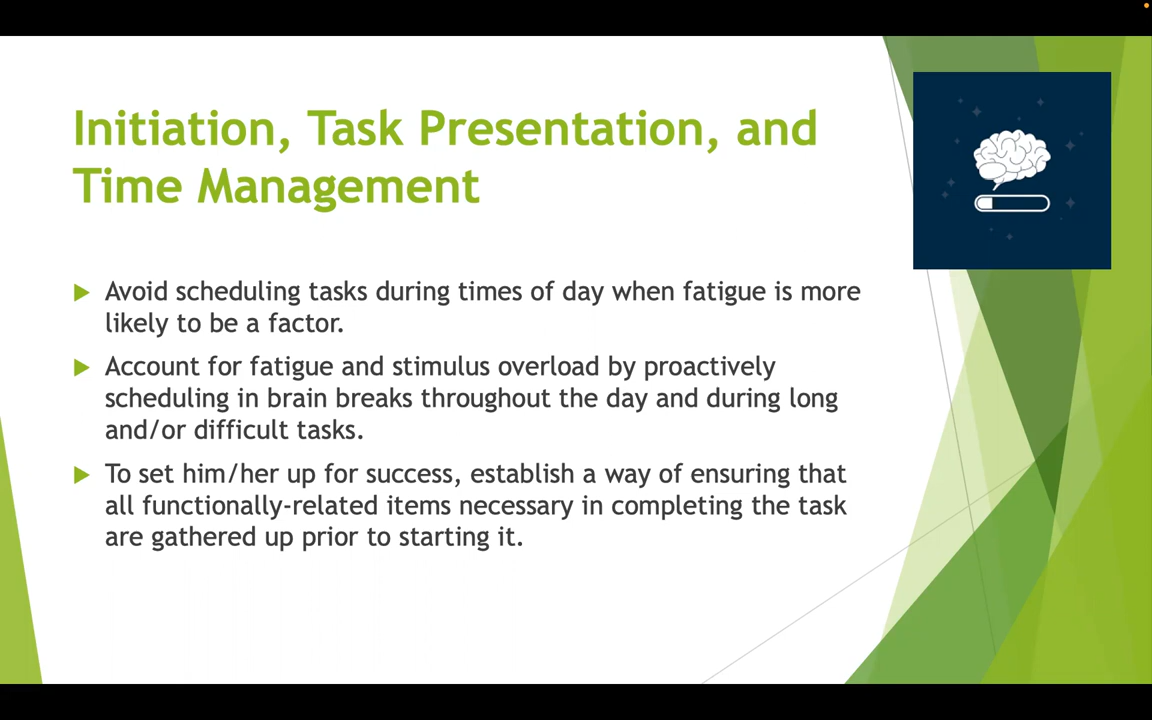 Initiation, Task Presentation, and
Time Management
Avoid scheduling tasks during times of day when fatigue is more
likely to be a factor.
Account for fatigue and stimulus overload by proactively
scheduling in brain breaks throughout the day and during long
and/or difficult tasks.
To set him/her up for success, establish a way of ensuring that
all functionally-related items necessary in completing the task
are gathered up prior to starting it.